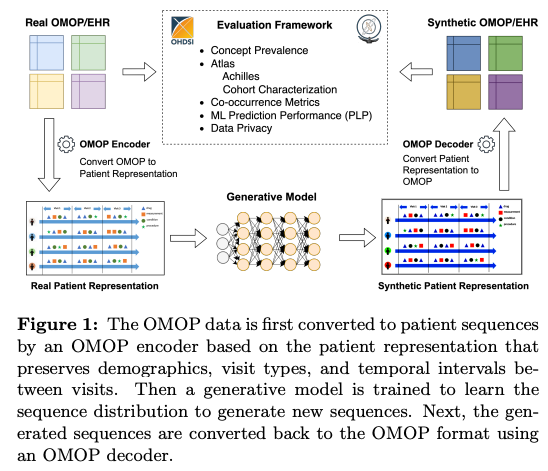 Real OMOP/EHR
Evaluation Framework
Synthetic OMOP/EHR
OHDSI
• Concept Prevalence
• Atlas
Achilles
Cohort Characterization
• Co-occurrence Metrics
• ML Prediction Performance (PLP)
• Data Privacy
OMOP Encoder
Convert OMOP to
Patient Representation
OMOP Decoder
Convert Patient
Representation to
OMOP
Generative Model
Real Patient Representation
Synthetic Patient Representation
Figure 1: The OMOP data is first converted to patient sequences
by an OMOP encoder based on the patient representation that
preserves demographics, visit types, and temporal intervals be-
tween visits. Then a generative model is trained to learn the
sequence distribution to generate new sequences. Next, the gen-
erated sequences are converted back to the OMOP format using
an OMOP decoder.